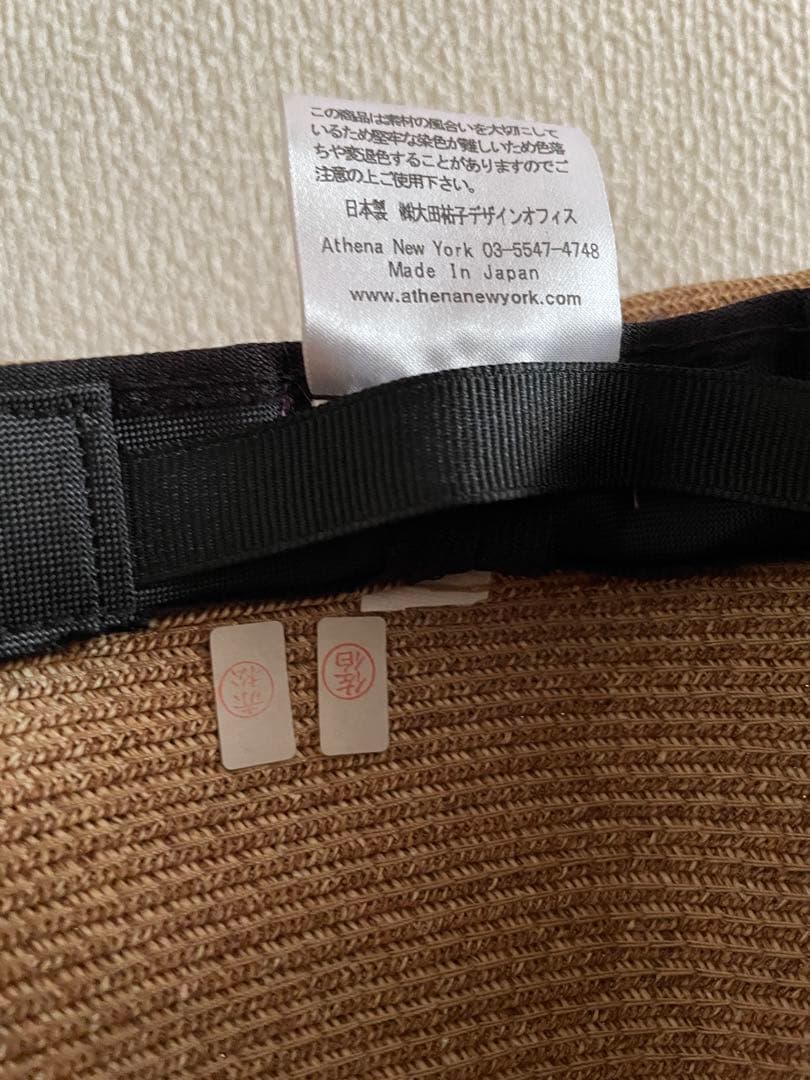 この商品は素材の風合いを大切にして
いるため堅牢な染色が難しいため色落
ちや変退色することがありますのでご
注意の上ご使用下さい。
日本製 ㈱大田祐子デザインオフィス
Athena New York 03-5547-4748
Made In Japan
www.athenanewyork.com
赤松
佐伯